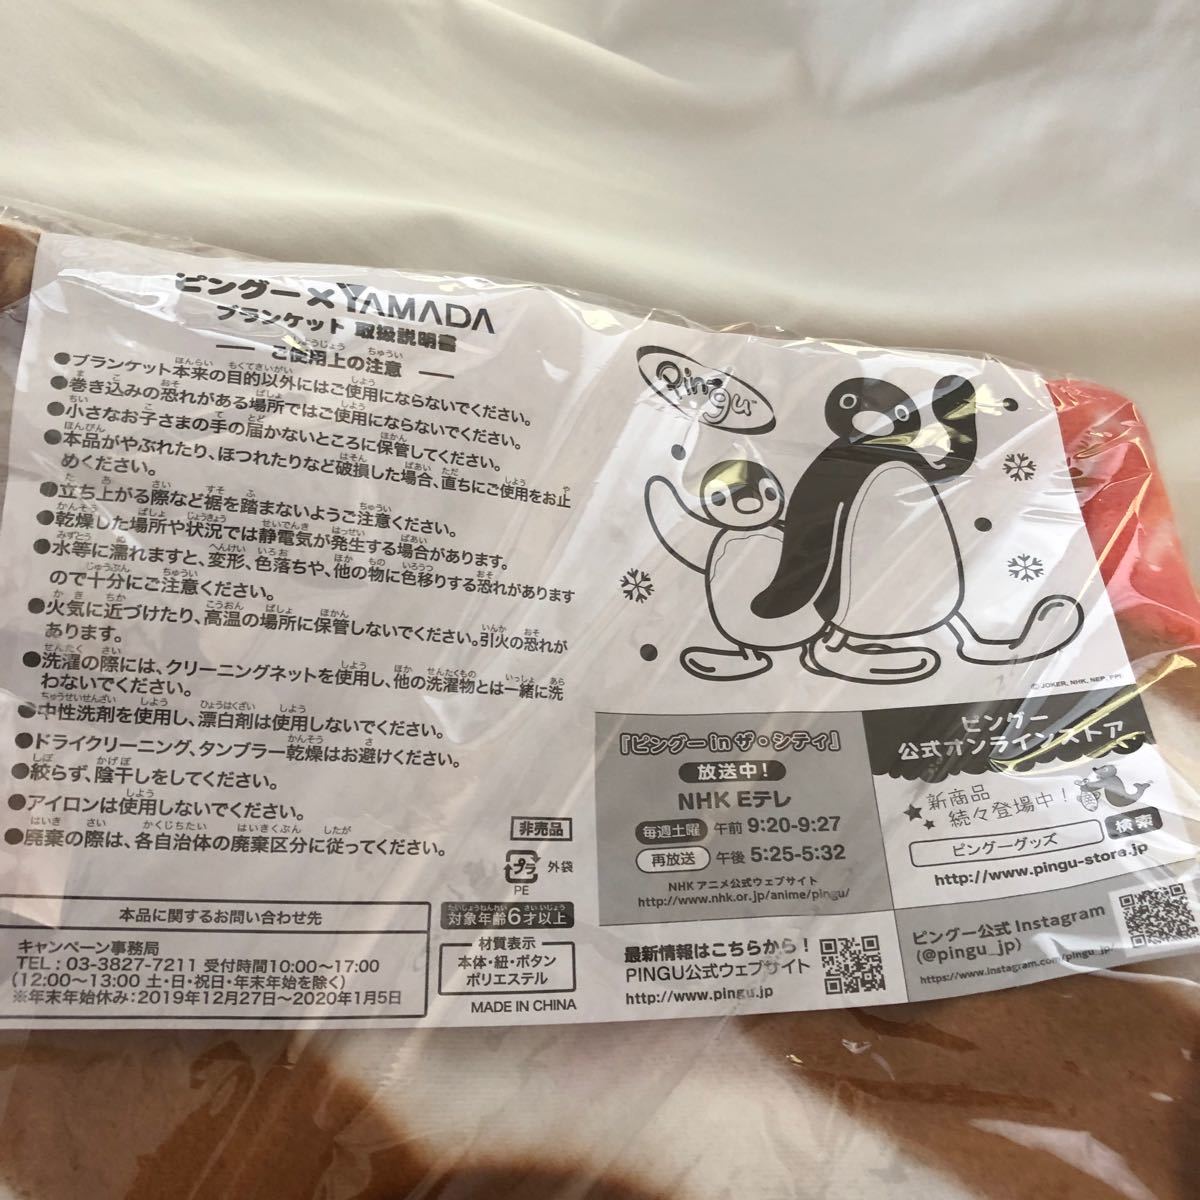 ピングー×YAMADA
ブランケット 取扱説明書
ご使用上の注意
●ブランケット本来の目的以外にはご使用にならないでください。
●巻き込みの恐れがある場所ではご使用にならないでください。
●小さなお子さまの手の届かないところに保管してください。
●本品がやぶれたり、ほつれたりなど破損した場合、直ちにご使用をお止
めください。
●立ち上がる際など裾を踏まないようご注意ください。
●乾燥した場所や状況では静電気が発生する場合があります。
●水等に濡れますと、変形、色落ちや、他の物に色移りする恐れがあります
ので十分にご注意ください。
●火気に近づけたり、高温の場所に保管しないでください。引火の恐れが
あります。
●洗濯の際には、クリーニングネットを使用し、他の洗濯物とは一緒に洗
わないでください。
●中性洗剤を使用し、漂白剤は使用しないでください。
●ドライクリーニング、タンブラー乾燥はお避けください。
●絞らず、陰干しをしてください。
●アイロンは使用しないでください。
●廃棄の際は、各自治体の廃棄区分に従ってください。
非売品
プラ 外袋
PE
本品に関するお問い合わせ先
キャンペーン事務局
TEL：03-3827-7211 受付時間10:00〜17:00
(12:00〜13:00 土・日・祝日・年末年始を除く)
※年末年始休み：2019年12月27日〜2020年1月5日
対象年齢6才以上
材質表示
本体・紐・ボタン
ポリエステル
MADE IN CHINA
Pingu™
© JOKER, NHK, NEP, PPI
『ピングー in ザ・シティ』
放送中！
NHK Eテレ
毎週土曜 午前 9:20-9:27
再放送 午後 5:25-5:32
NHK アニメ公式ウェブサイト
http://www.nhk.or.jp/anime/pingu/
ピングー
公式オンラインストア
新商品
続々登場中！
ピングーグッズ 検索
http://www.pingu-store.jp
最新情報はこちらから！
PINGU公式ウェブサイト
http://www.pingu.jp
ピングー公式 Instagram
(@pingu_jp)
https://www.instagram.com/pingu_jp/